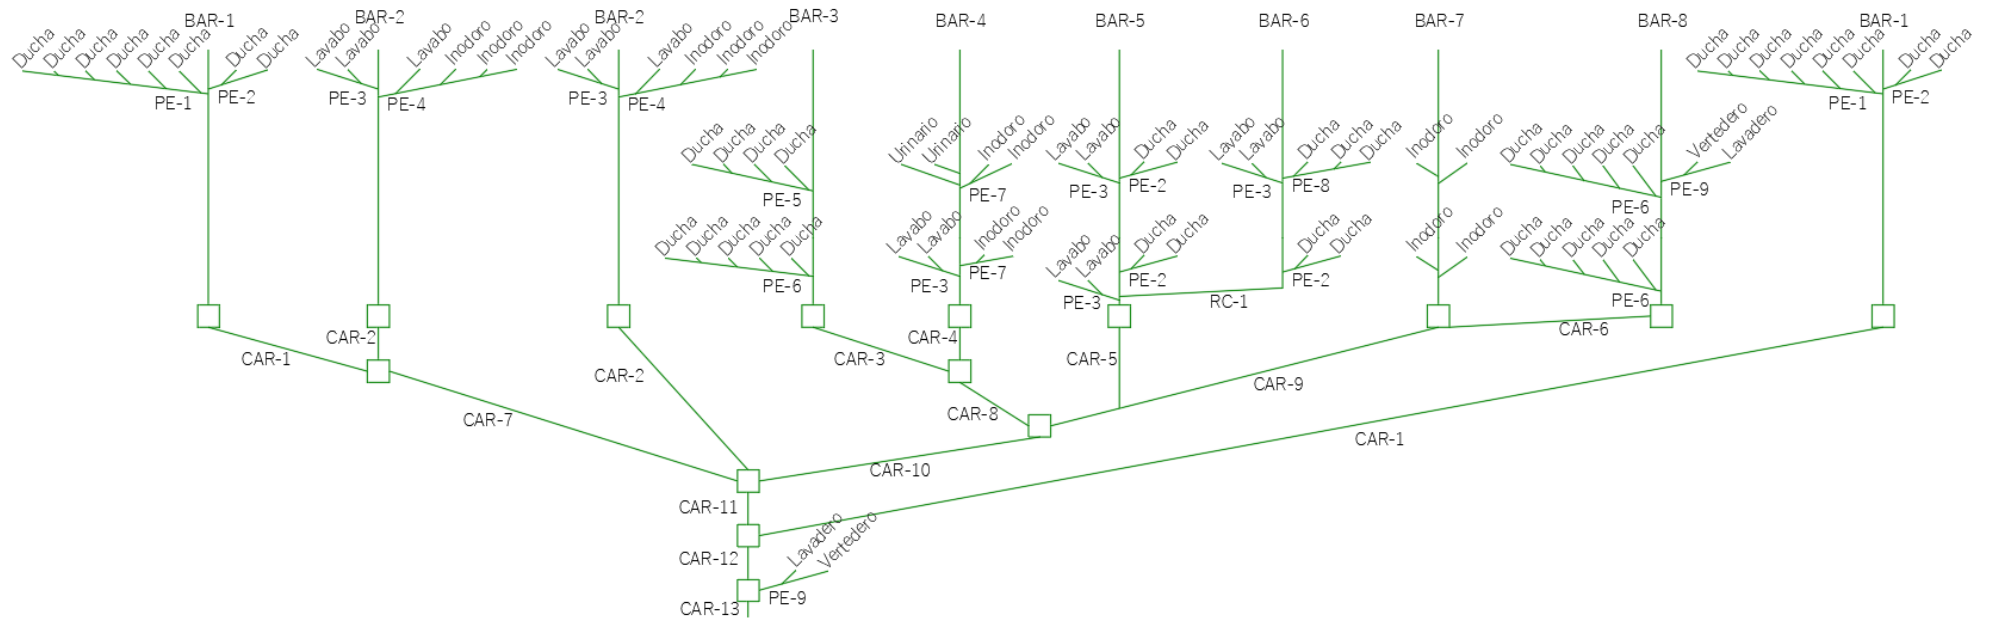 BAR-1
BAR-2
BAR-2
BAR-3
BAR-4
BAR-5
BAR-6
BAR-7
BAR-8
BAR-1
Ducha
Ducha
Ducha
Ducha
Ducha
Ducha
Ducha
Ducha
PE-1
PE-2
Lavabo
Lavabo
Lavabo
Inodoro
Inodoro
Inodoro
PE-3
PE-4
Lavabo
Lavabo
Lavabo
Inodoro
Inodoro
Inodoro
PE-3
PE-4
Ducha
Ducha
Ducha
Ducha
Ducha
Ducha
Ducha
Ducha
PE-1
PE-2
Ducha
Ducha
Ducha
Ducha
PE-5
Urinario
Urinario
Inodoro
Inodoro
PE-7
Lavabo
Lavabo
Ducha
Ducha
PE-3
PE-2
Lavabo
Lavabo
Ducha
Ducha
Ducha
PE-3
PE-8
Inodoro
Inodoro
Ducha
Ducha
Ducha
Ducha
Ducha
Vertedero
Lavadero
PE-6
PE-9
Ducha
Ducha
Ducha
Ducha
Ducha
PE-6
Lavabo
Lavabo
Inodoro
Inodoro
PE-3
PE-7
Lavabo
Lavabo
Ducha
Ducha
PE-3
PE-2
Ducha
Ducha
PE-2
RC-1
Inodoro
Inodoro
Ducha
Ducha
Ducha
Ducha
Ducha
PE-6
CAR-1
CAR-2
CAR-2
CAR-3
CAR-4
CAR-5
CAR-6
CAR-7
CAR-8
CAR-9
CAR-1
CAR-10
CAR-11
CAR-12
Lavadero
Vertedero
PE-9
CAR-13